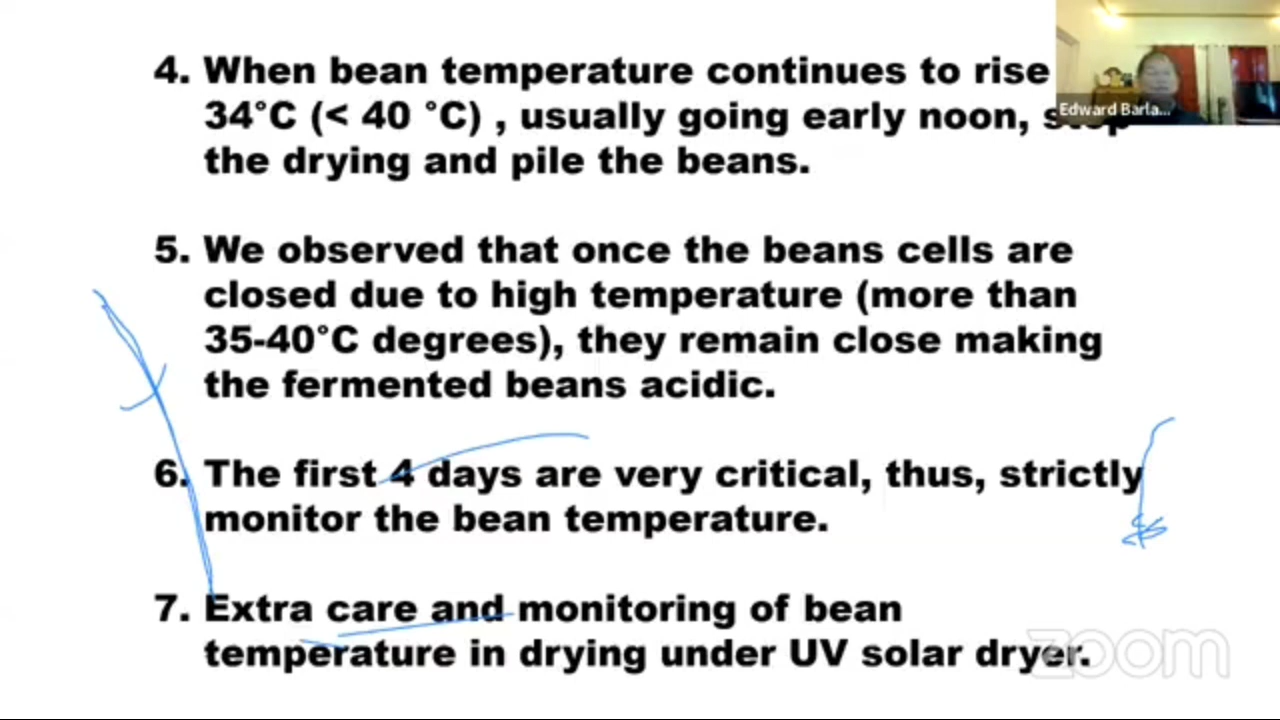 4. When bean temperature continues to rise
34°C (< 40 °C) , usually going early noon, stop
the drying and pile the beans.
5. We observed that once the beans cells are
closed due to high temperature (more than
35-40°C degrees), they remain close making
the fermented beans acidic.
6. The first 4 days are very critical, thus, strictly
monitor the bean temperature.
7. Extra care and monitoring of bean
temperature in drying under UV solar dryer.
Edward Barla...
zoom